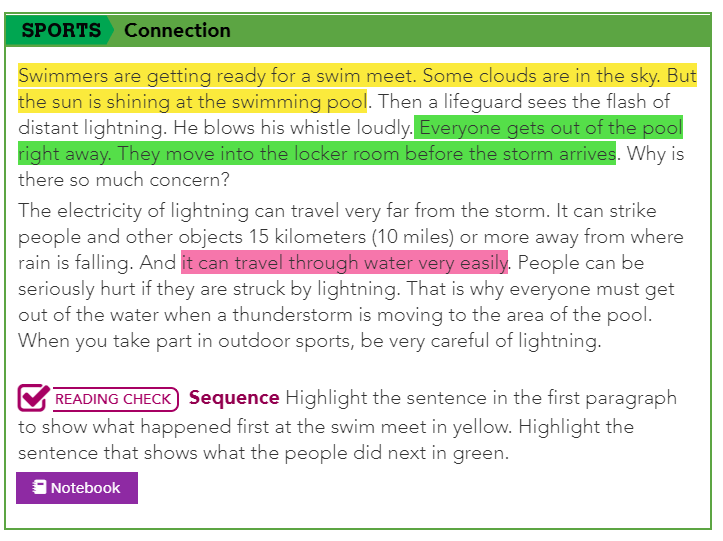 SPORTS Connection
Swimmers are getting ready for a swim meet. Some clouds are in the sky. But
the sun is shining at the swimming pool. Then a lifeguard sees the flash of
distant lightning. He blows his whistle loudly. Everyone gets out of the pool
right away. They move into the locker room before the storm arrives. Why is
there so much concern?
The electricity of lightning can travel very far from the storm. It can strike
people and other objects 15 kilometers (10 miles) or more away from where
rain is falling. And it can travel through water very easily. People can be
seriously hurt if they are struck by lightning. That is why everyone must get
out of the water when a thunderstorm is moving to the area of the pool.
When you take part in outdoor sports, be very careful of lightning.
READING CHECK Sequence Highlight the sentence in the first paragraph
to show what happened first at the swim meet in yellow. Highlight the
sentence that shows what the people did next in green.
Notebook